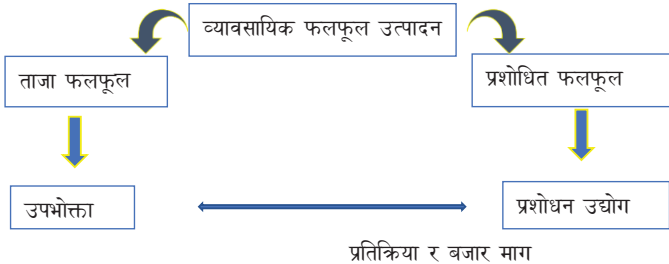 व्यावसायिक फलफूल उत्पादन
ताजा फलफूल
प्रशोधित फलफूल
उपभोक्ता
प्रशोधन उद्योग
प्रतिक्रिया र बजार माग